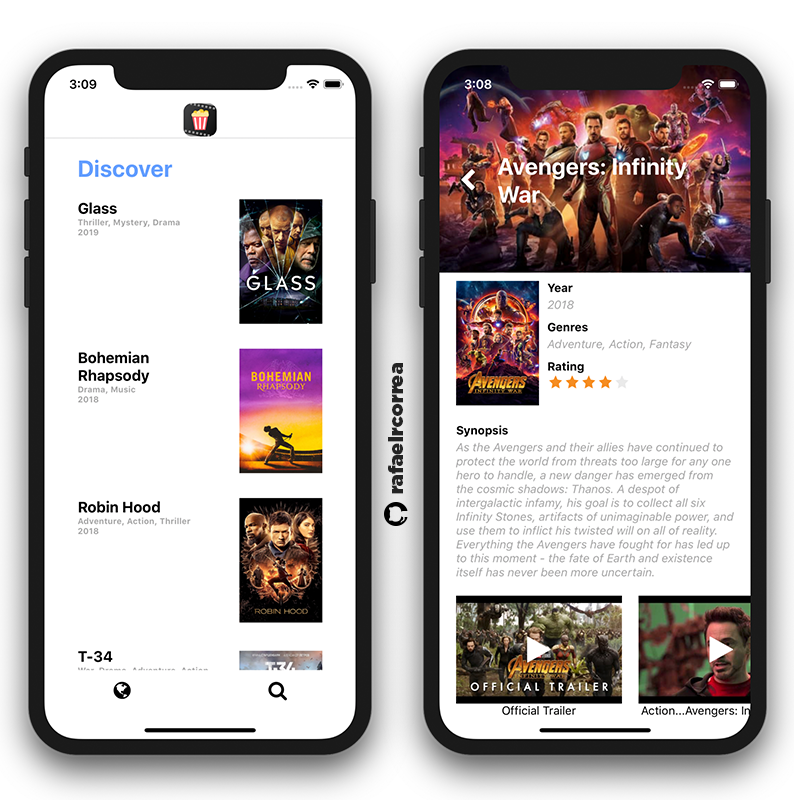 3:09
Discover
Glass
Thriller, Mystery, Drama
2019
GLASS
Bohemian
Rhapsody
Drama, Music
2018
BOHEMIAN
RHAPSODY
Robin Hood
Adventure, Action, Thriller
2018
ROBIN HOOD
T-34
War, Drama, Adventure, Action
T-34
rafaelrcorrea
3:08
Avengers: Infinity
War
Year
2018
Genres
Adventure, Action, Fantasy
Rating
AVENGERS
INFINITY WAR
Synopsis
As the Avengers and their allies have continued to
protect the world from threats too large for any one
hero to handle, a new danger has emerged from
the cosmic shadows: Thanos. A despot of
intergalactic infamy, his goal is to collect all six
Infinity Stones, artifacts of unimaginable power, and
use them to inflict his twisted will on all of reality.
Everything the Avengers have fought for has led up
to this moment - the fate of Earth and existence
itself has never been more uncertain.
AVENGERS
INFINITY WAR
OFFICIAL TRAILER
Official Trailer
Action...Avengers: In